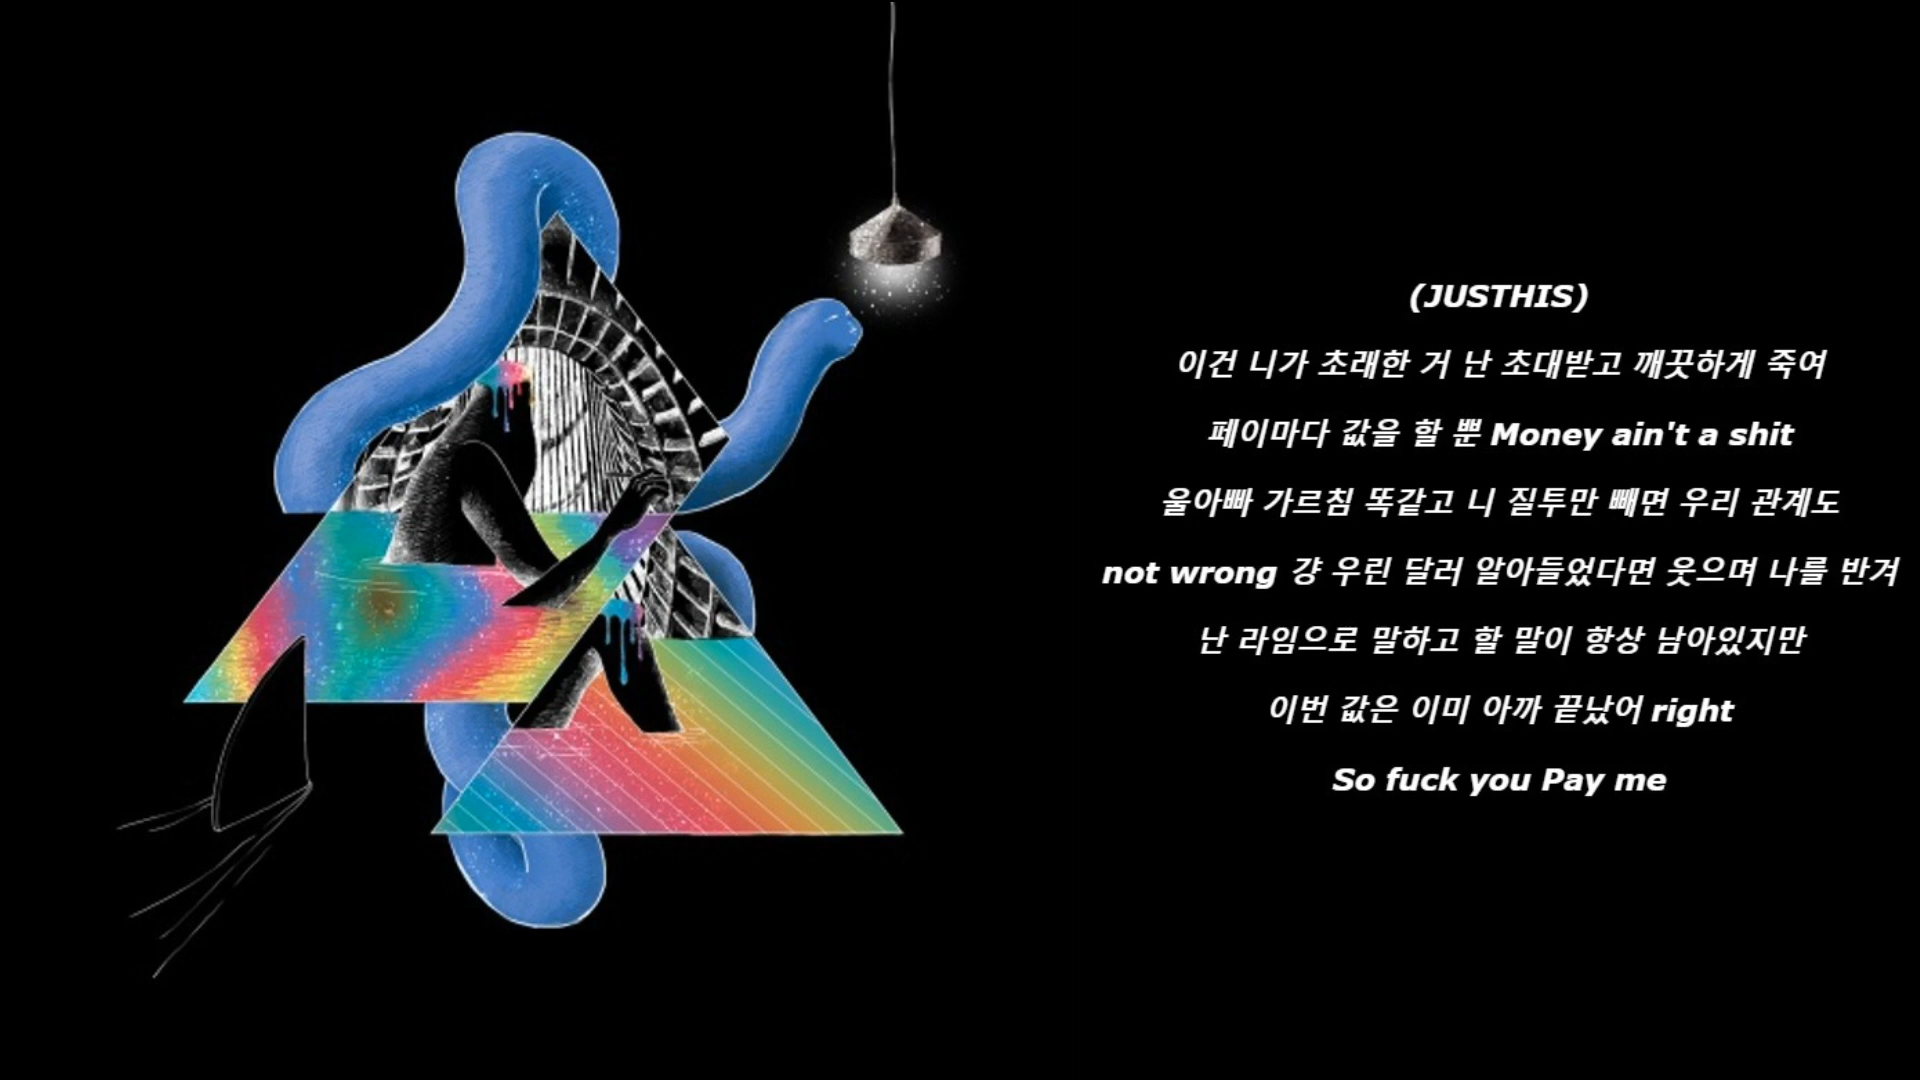 (JUSTHIS)
이건 니가 초래한 거 난 초대받고 깨끗하게 죽여
페이마다 값을 할 뿐 Money ain't a shit
울아빠 가르침 똑같고 니 질투만 빼면 우리 관계도
not wrong 걍 우린 달러 알아들었다면 웃으며 나를 반겨
난 라임으로 말하고 할 말이 항상 남아있지만
이번 값은 이미 아까 끝났어 right
So fuck you Pay me